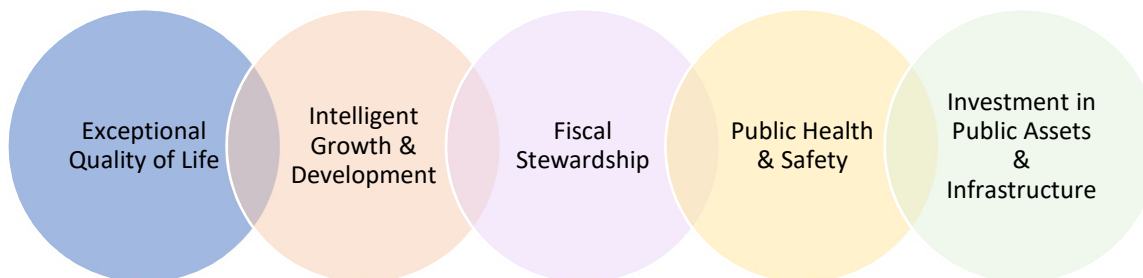 Exceptional
Quality of Life
Intelligent
Growth &
Development
Fiscal
Stewardship
Public Health
& Safety
Investment in
Public Assets
&
Infrastructure